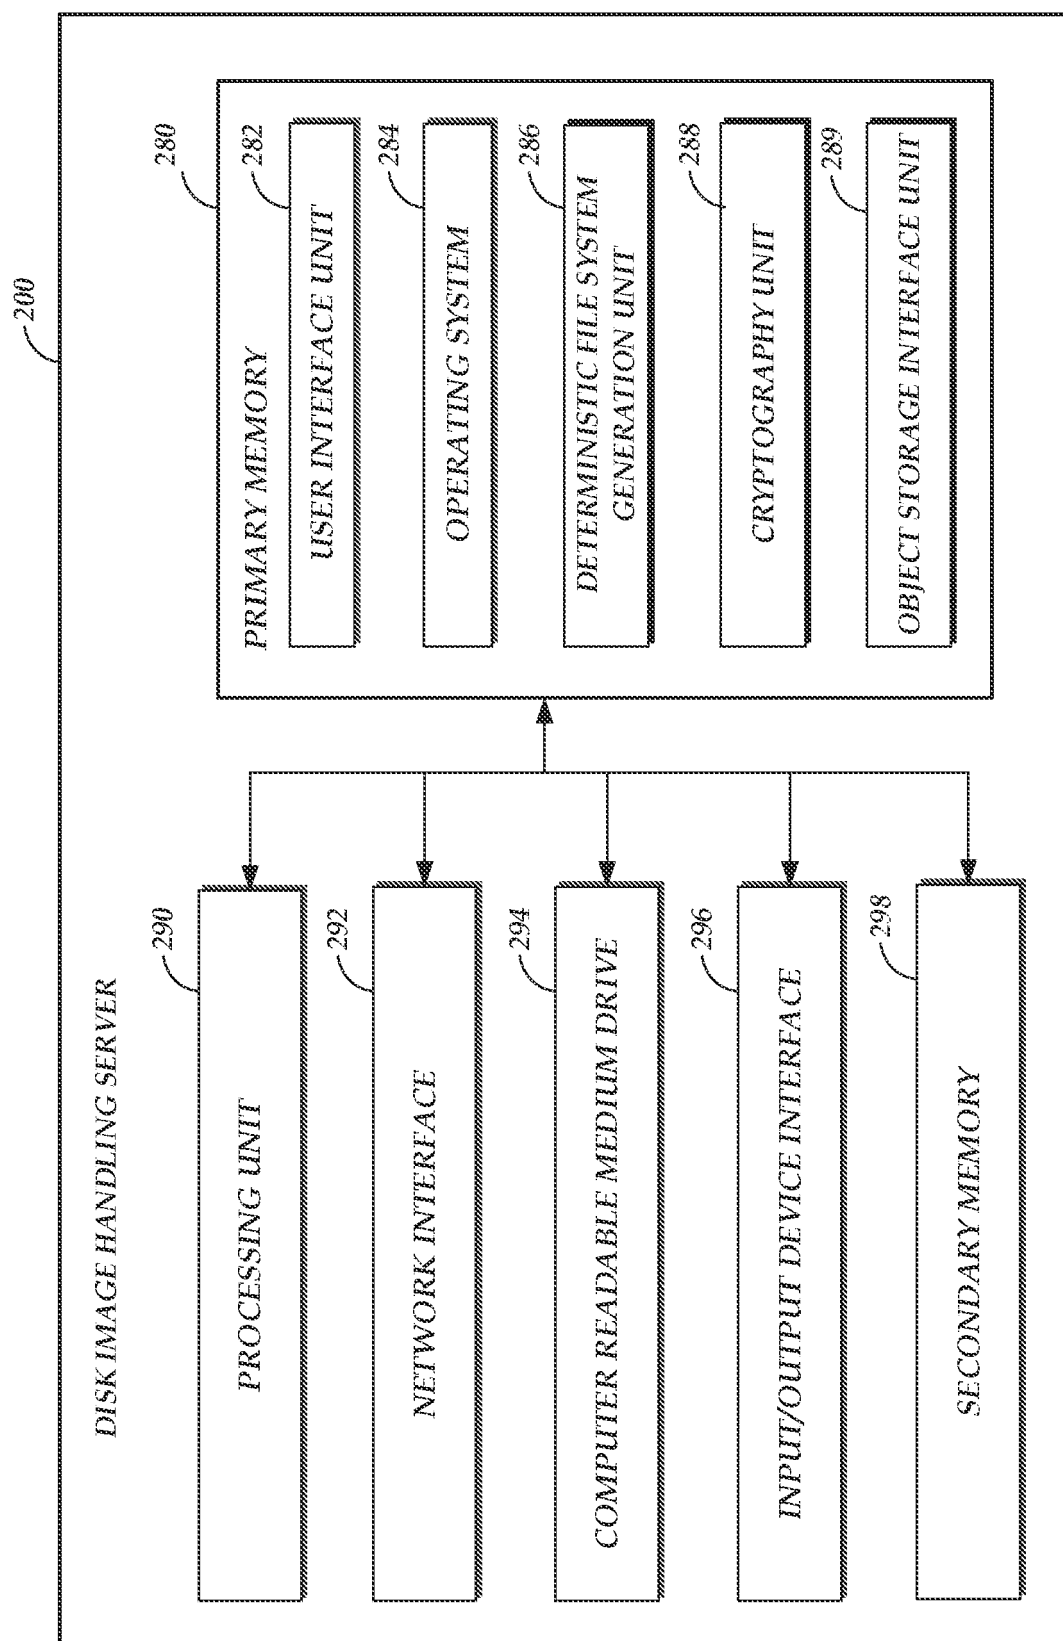 200
DISK IMAGE HANDLING SERVER
290
PROCESSING UNIT
292
NETWORK INTERFACE
294
COMPUTER READABLE MEDIUM DRIVE
296
INPUT/OUTPUT DEVICE INTERFACE
298
SECONDARY MEMORY
280
PRIMARY MEMORY
282
USER INTERFACE UNIT
284
OPERATING SYSTEM
286
DETERMINISTIC FILE SYSTEM
GENERATION UNIT
288
CRYPTOGRAPHY UNIT
289
OBJECT STORAGE INTERFACE UNIT